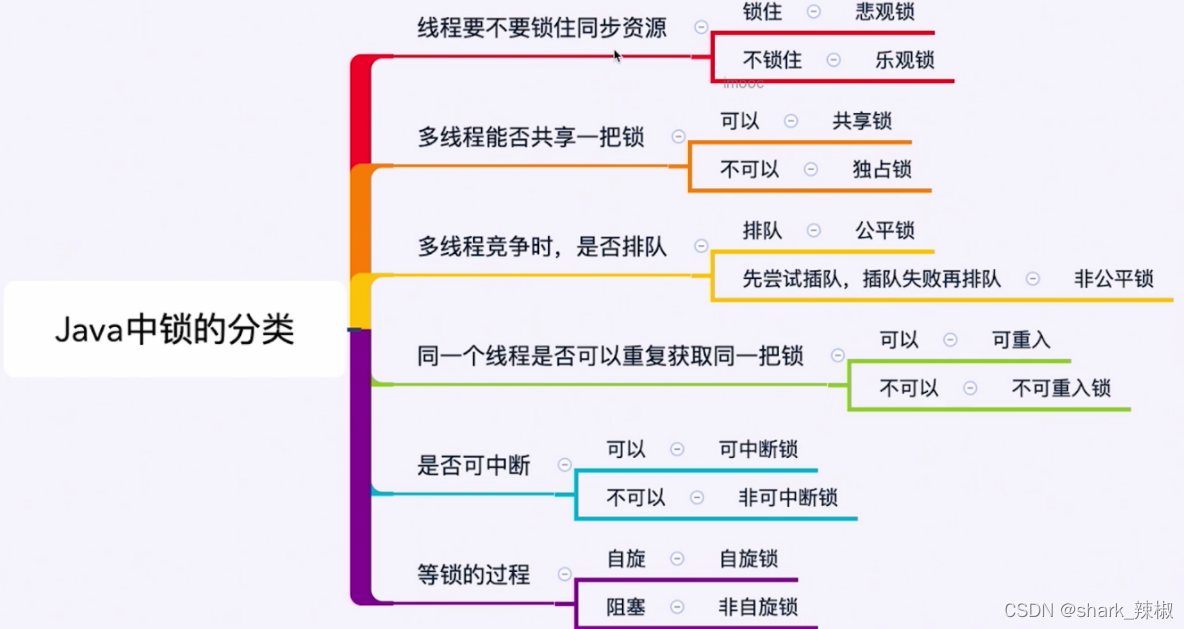 线程要不要锁住同步资源
锁住 悲观锁
不锁住 乐观锁
imooc
多线程能否共享一把锁
可以 共享锁
不可以 独占锁
多线程竞争时，是否排队
排队 公平锁
先尝试插队，插队失败再排队 非公平锁
Java中锁的分类
同一个线程是否可以重复获取同一把锁
可以 可重入
不可以 不可重入锁
是否可中断
可以 可中断锁
不可以 非可中断锁
等锁的过程
自旋 自旋锁
阻塞 非自旋锁
CSDN @shark_辣椒